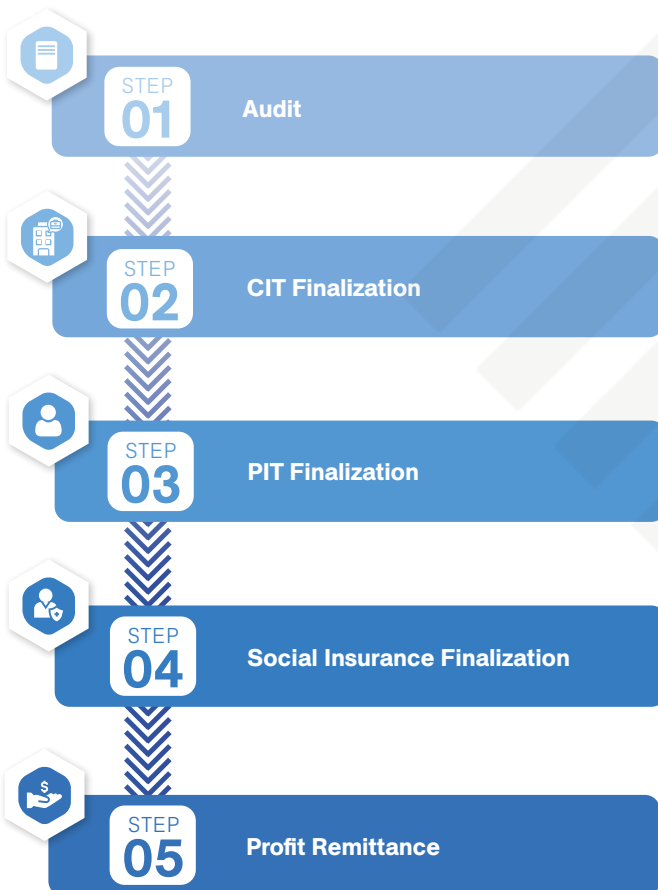 STEP
01
Audit
STEP
02
CIT Finalization
STEP
03
PIT Finalization
STEP
04
Social Insurance Finalization
$
STEP
05
Profit Remittance